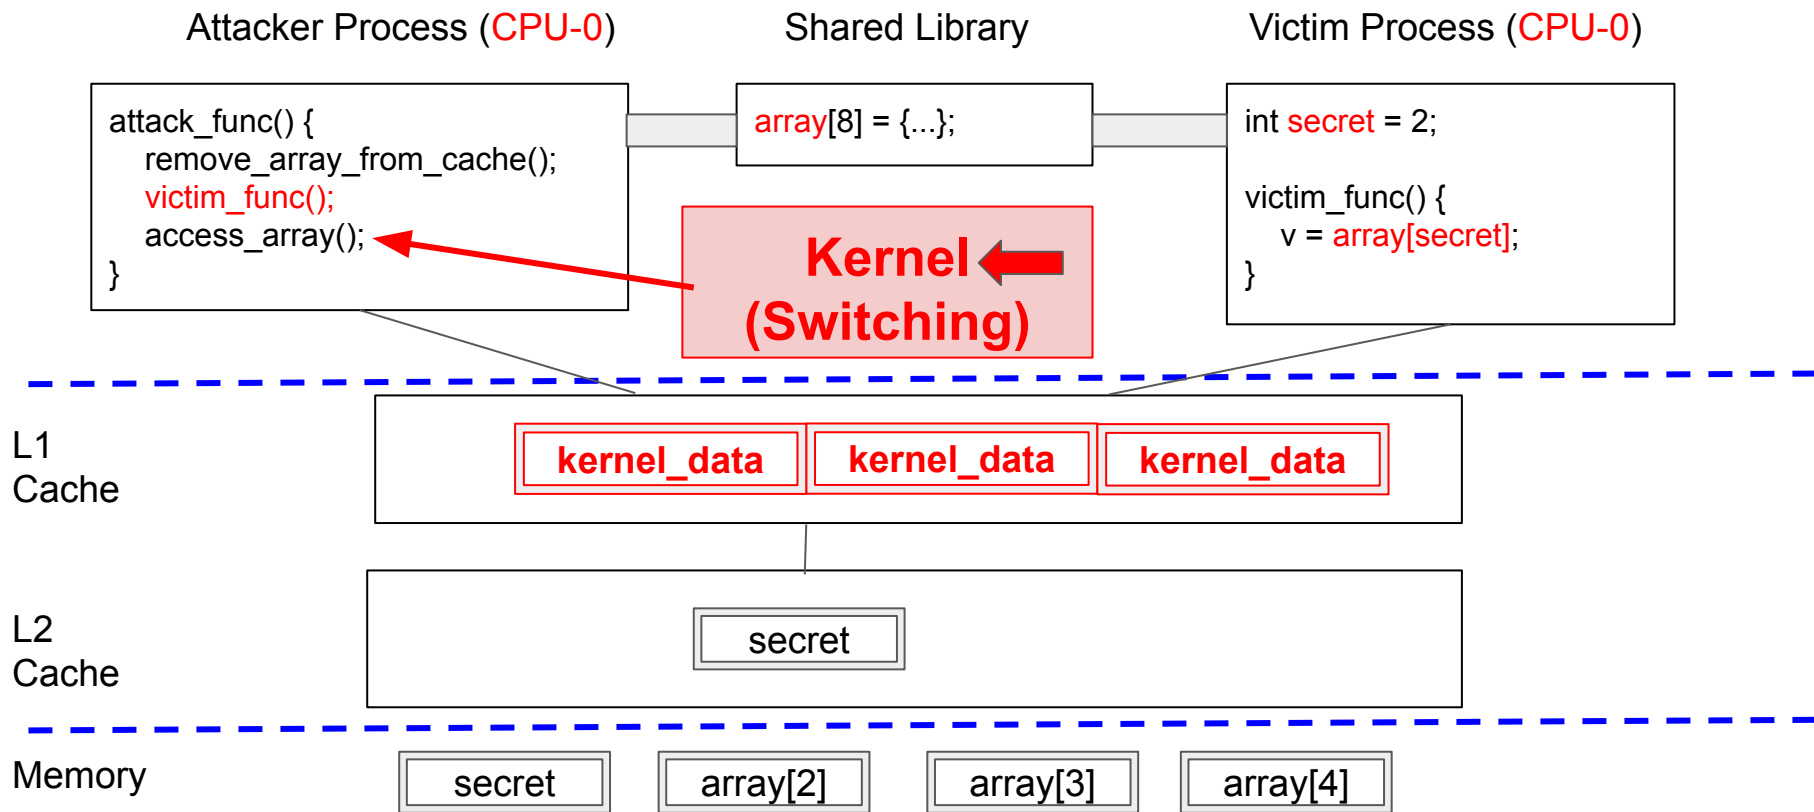 Attacker Process (CPU-0)
Shared Library
Victim Process (CPU-0)
attack_func() {
remove_array_from_cache();
victim_func();
access_array();
}
array[8] = {...};
int secret = 2;
victim_func() {
v = array[secret];
}
Kernel
(Switching)
L1
Cache
kernel_data
kernel_data
kernel_data
L2
Cache
secret
Memory
secret
array[2]
array[3]
array[4]